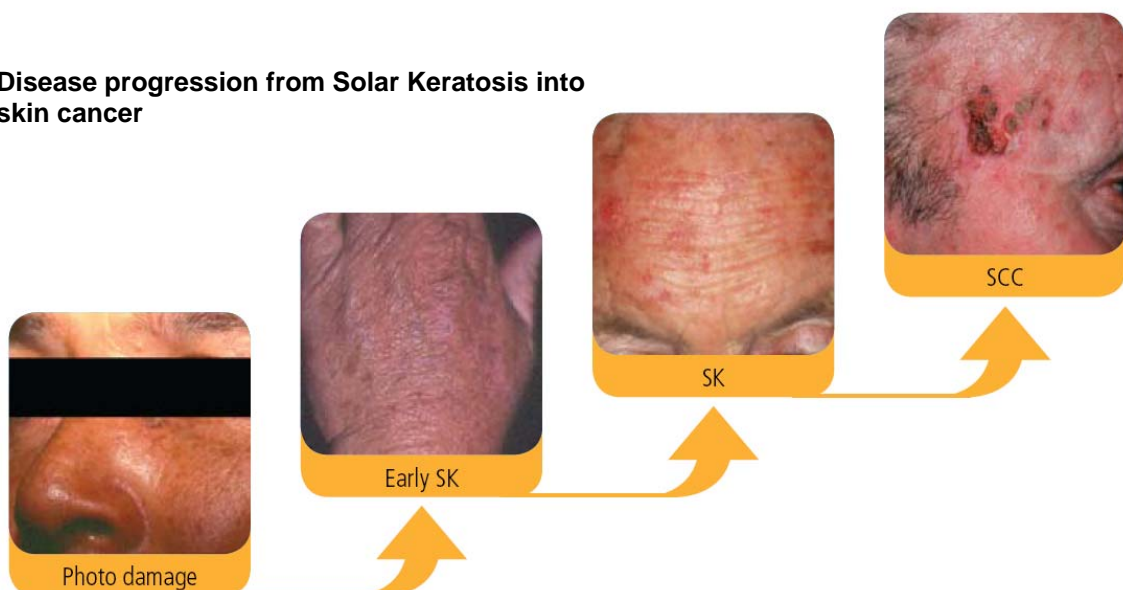 Disease progression from Solar Keratosis into
skin cancer
SCC
SK
Early SK
Photo damage